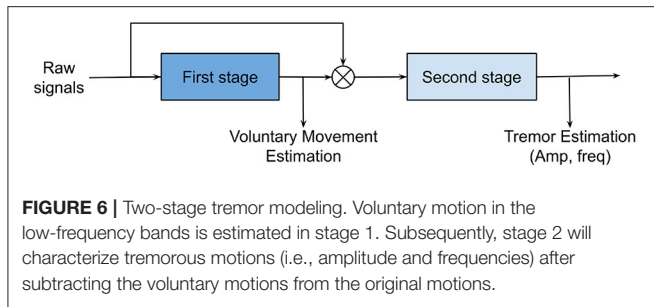 Raw
signals
First stage
Second stage
Voluntary Movement
Estimation
Tremor Estimation
(Amp, freq)
FIGURE 6 | Two-stage tremor modeling. Voluntary motion in the
low-frequency bands is estimated in stage 1. Subsequently, stage 2 will
characterize tremorous motions (i.e., amplitude and frequencies) after
subtracting the voluntary motions from the original motions.